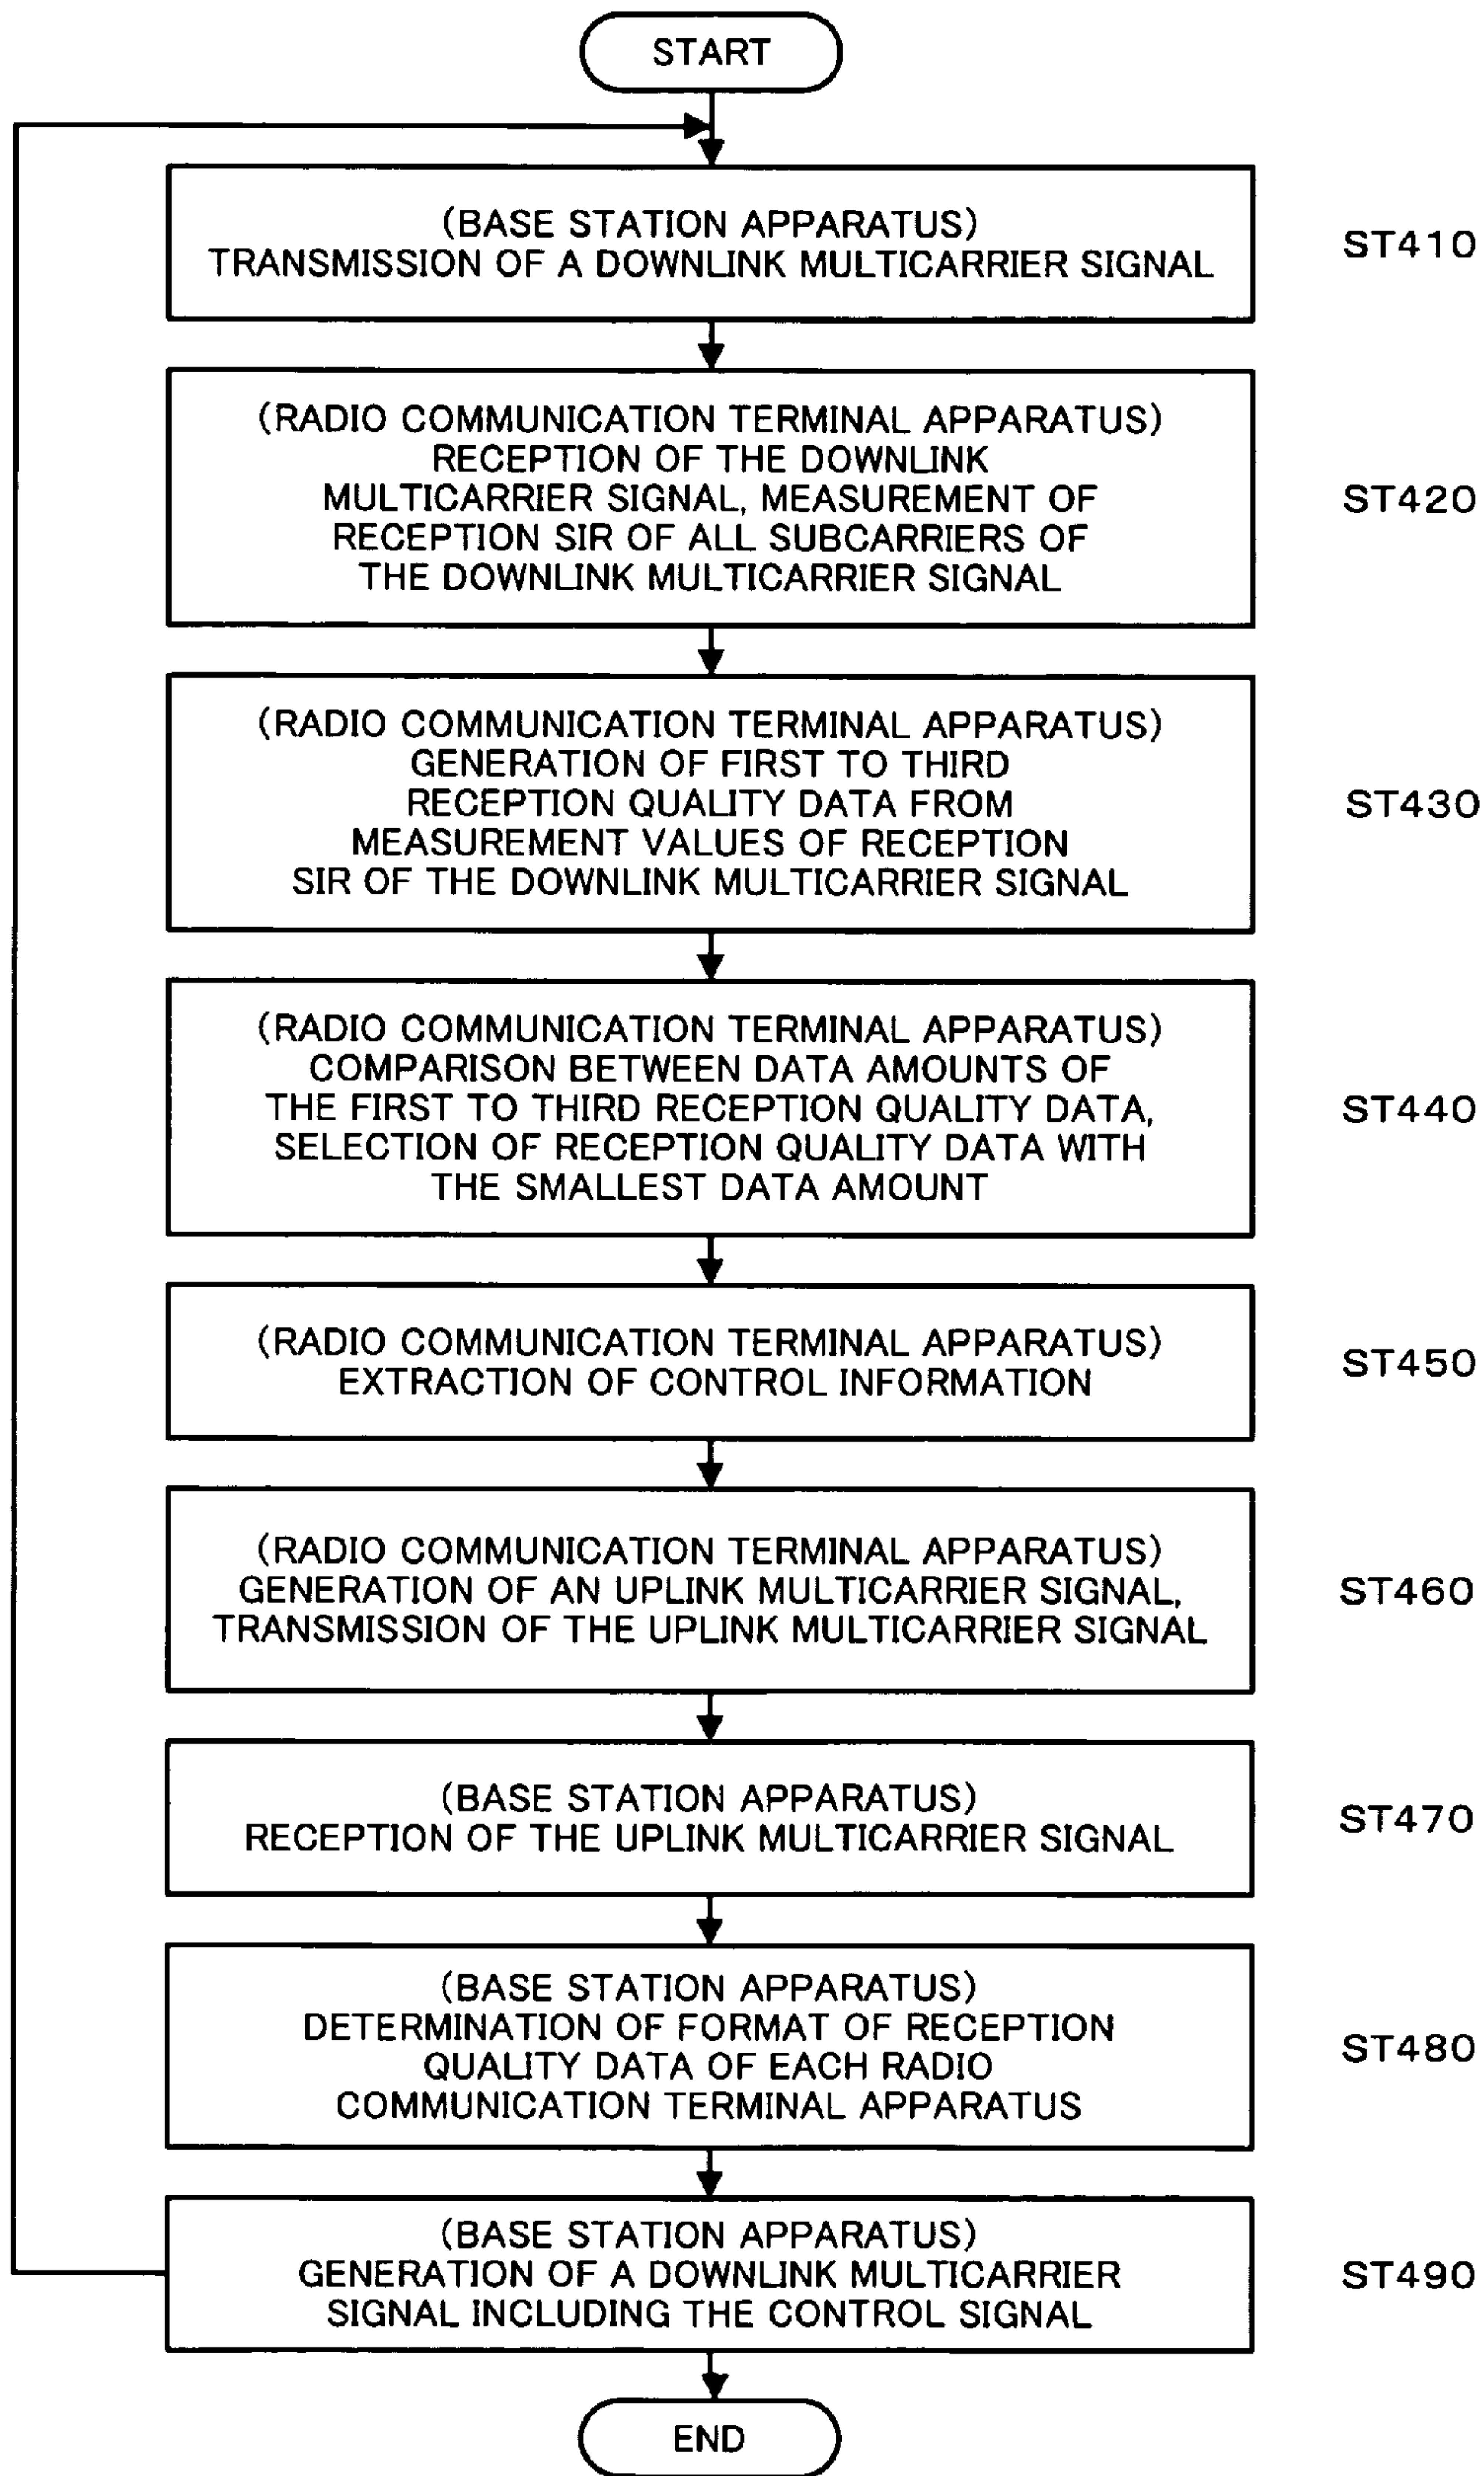 START
(BASE STATION APPARATUS)
TRANSMISSION OF A DOWNLINK MULTICARRIER SIGNAL
ST410
(RADIO COMMUNICATION TERMINAL APPARATUS)
RECEPTION OF THE DOWNLINK
MULTICARRIER SIGNAL, MEASUREMENT OF
RECEPTION SIR OF ALL SUBCARRIERS OF
THE DOWNLINK MULTICARRIER SIGNAL
ST420
(RADIO COMMUNICATION TERMINAL APPARATUS)
GENERATION OF FIRST TO THIRD
RECEPTION QUALITY DATA FROM
MEASUREMENT VALUES OF RECEPTION
SIR OF THE DOWNLINK MULTICARRIER SIGNAL
ST430
(RADIO COMMUNICATION TERMINAL APPARATUS)
COMPARISON BETWEEN DATA AMOUNTS OF
THE FIRST TO THIRD RECEPTION QUALITY DATA,
SELECTION OF RECEPTION QUALITY DATA WITH
THE SMALLEST DATA AMOUNT
ST440
(RADIO COMMUNICATION TERMINAL APPARATUS)
EXTRACTION OF CONTROL INFORMATION
ST450
(RADIO COMMUNICATION TERMINAL APPARATUS)
GENERATION OF AN UPLINK MULTICARRIER SIGNAL,
TRANSMISSION OF THE UPLINK MULTICARRIER SIGNAL
ST460
(BASE STATION APPARATUS)
RECEPTION OF THE UPLINK MULTICARRIER SIGNAL
ST470
(BASE STATION APPARATUS)
DETERMINATION OF FORMAT OF RECEPTION
QUALITY DATA OF EACH RADIO
COMMUNICATION TERMINAL APPARATUS
ST480
(BASE STATION APPARATUS)
GENERATION OF A DOWNLINK MULTICARRIER
SIGNAL INCLUDING THE CONTROL SIGNAL
ST490
END